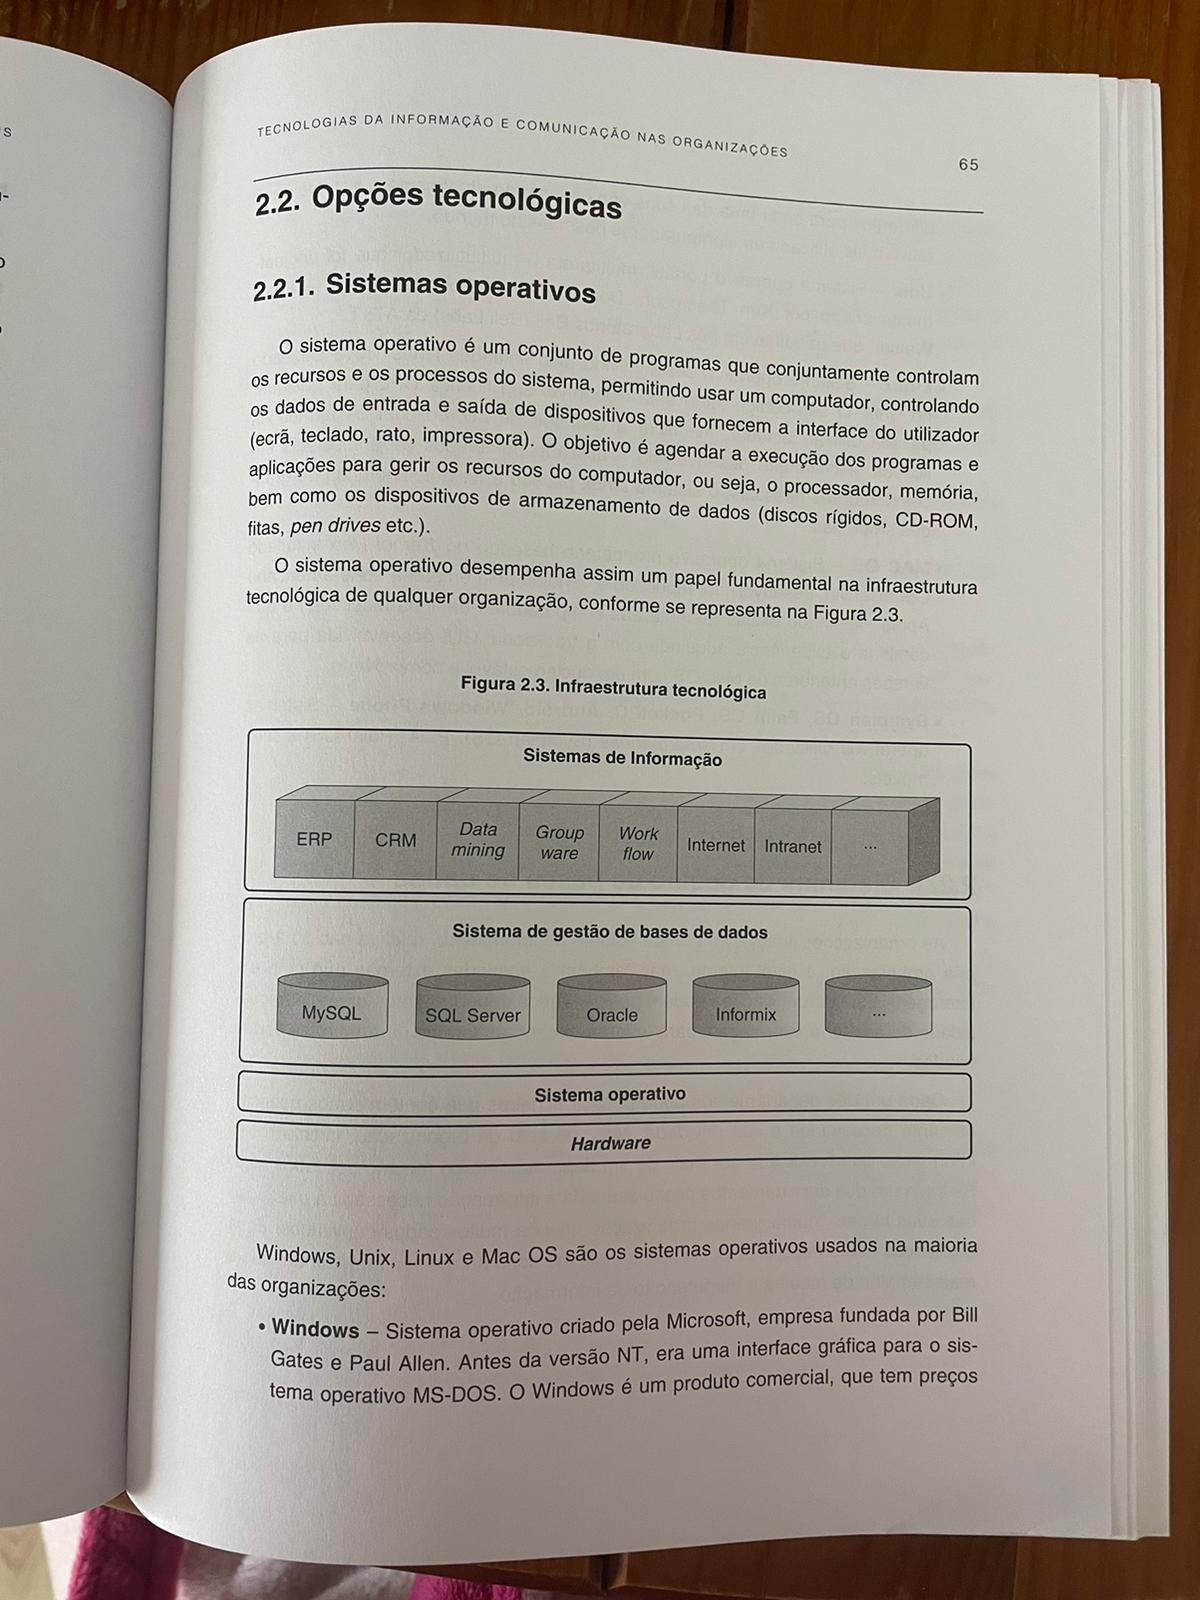 TECNOLOGIAS DA INFORMAÇÃO E COMUNICAÇÃO NAS ORGANIZAÇÕES
65
2.2. Opções tecnológicas
2.2.1. Sistemas operativos
O sistema operativo é um conjunto de programas que conjuntamente controlam
os recursos e os processos do sistema, permitindo usar um computador, controlando
os dados de entrada e saída de dispositivos que fornecem a interface do utilizador
(ecrã, teclado, rato, impressora). O objetivo é agendar a execução dos programas e
aplicações para gerir os recursos do computador, ou seja, o processador, memória,
bem como os dispositivos de armazenamento de dados (discos rígidos, CD-ROM,
fitas, pen drives etc.).
O sistema operativo desempenha assim um papel fundamental na infraestrutura
tecnológica de qualquer organização, conforme se representa na Figura 2.3.
Figura 2.3. Infraestrutura tecnológica
Sistemas de Informação
ERP
CRM
Data
mining
Group
ware
Work
flow
Internet
Intranet
...
Sistema de gestão de bases de dados
MySQL
SQL Server
Oracle
Informix
...
Sistema operativo
Hardware
Windows, Unix, Linux e Mac OS são os sistemas operativos usados na maioria
das organizações:
• Windows – Sistema operativo criado pela Microsoft, empresa fundada por Bill
Gates e Paul Allen. Antes da versão NT, era uma interface gráfica para o sis-
tema operativo MS-DOS. O Windows é um produto comercial, que tem preços